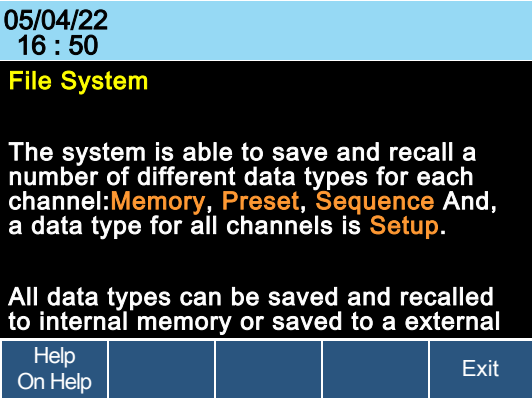 05/04/22
16 : 50
File System
The system is able to save and recall a
number of different data types for each
channel:Memory, Preset, Sequence And,
a data type for all channels is Setup.
All data types can be saved and recalled
to internal memory or saved to a external
Help
On Help
Exit